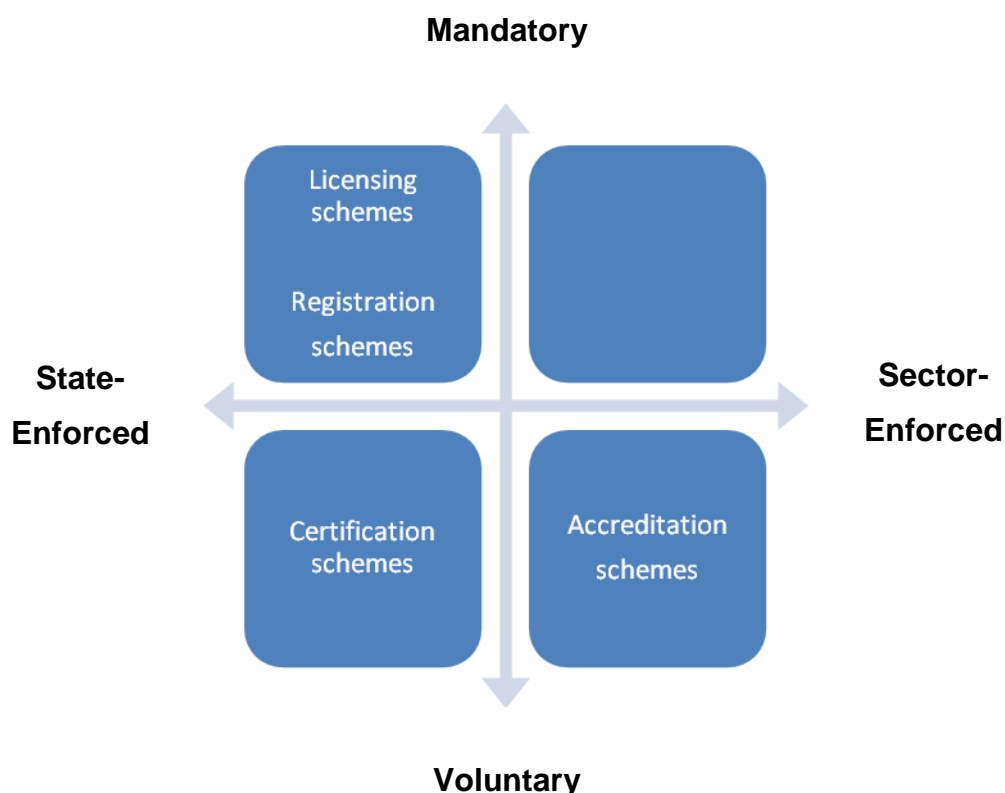 Mandatory
Licensing
schemes
Registration
schemes
State-
Enforced
Sector-
Enforced
Certification
schemes
Accreditation
schemes
Voluntary